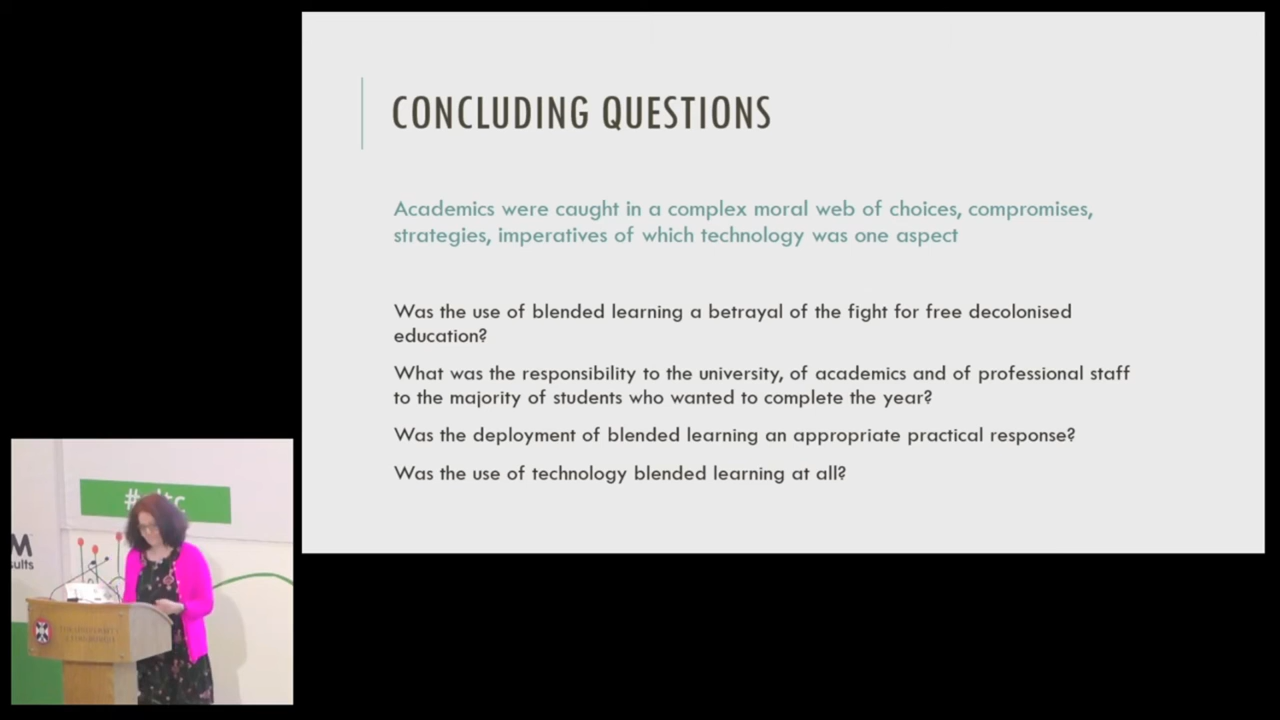 CONCLUDING QUESTIONS
Academics were caught in a complex moral web of choices, compromises,
strategies, imperatives of which technology was one aspect
Was the use of blended learning a betrayal of the fight for free decolonised
education?
What was the responsibility to the university, of academics and of professional staff
to the majority of students who wanted to complete the year?
Was the deployment of blended learning an appropriate practical response?
Was the use of technology blended learning at all?